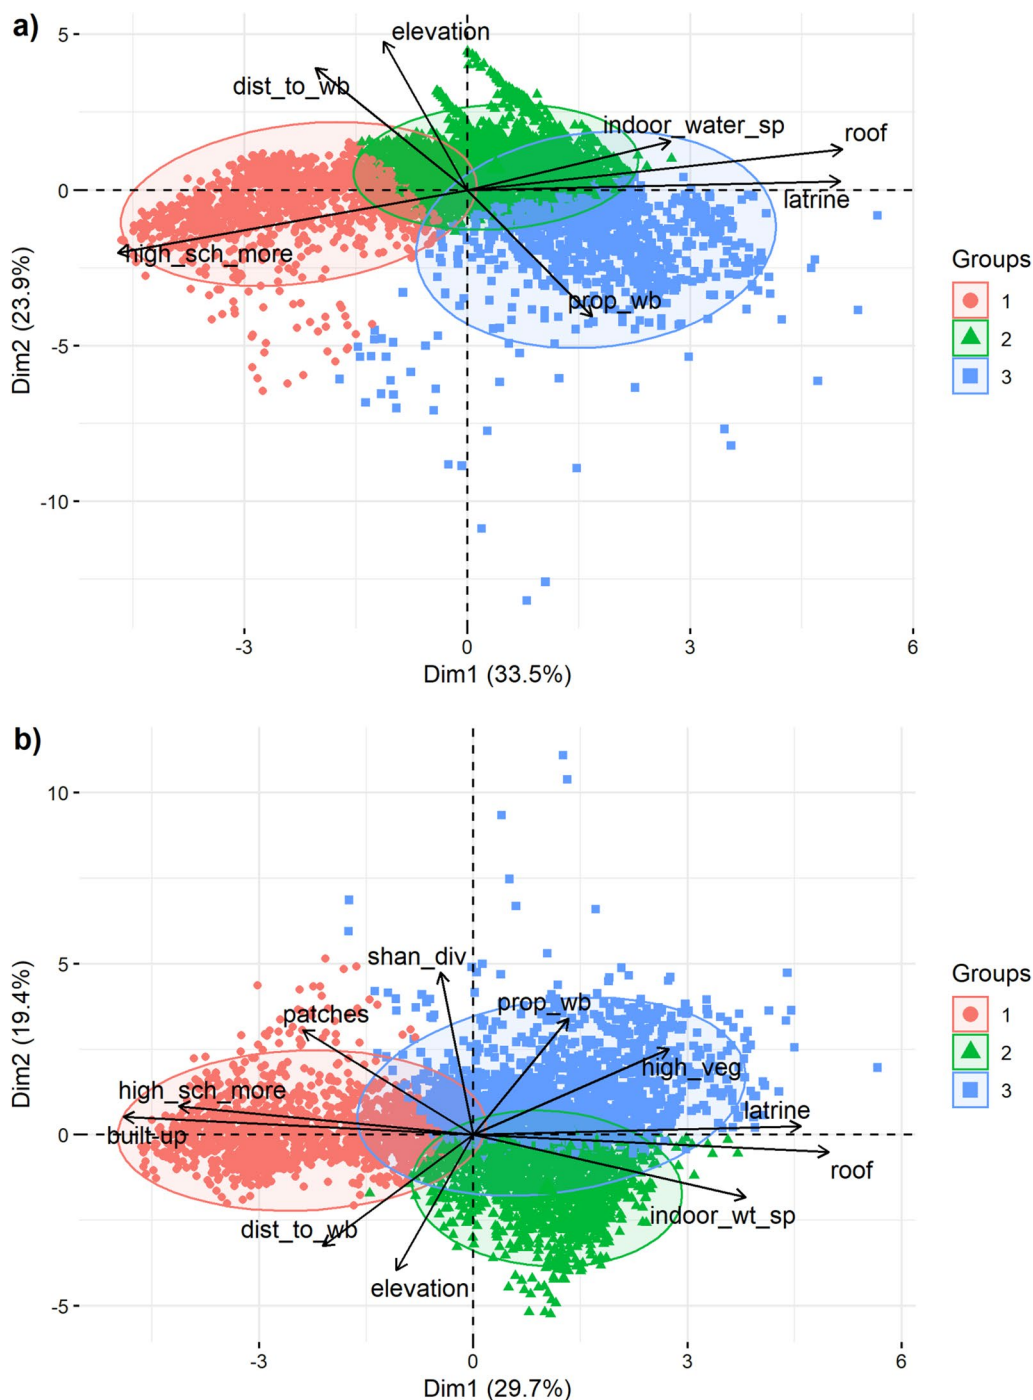 a)
elevation
dist_to_wb
indoor_water_sp
roof
latrine
high_sch_more
prop_wb
5
0
-5
-10
Dim2 (23.9%)
-3
0
3
6
Dim1 (33.5%)
Groups
1
2
3
b)
shan_div
patches
prop_wb
high_veg
high_sch_more
built-up
latrine
roof
dist_to_wb
indoor_wt_sp
elevation
10
5
0
-5
Dim2 (19.4%)
-3
0
3
6
Dim1 (29.7%)
Groups
1
2
3